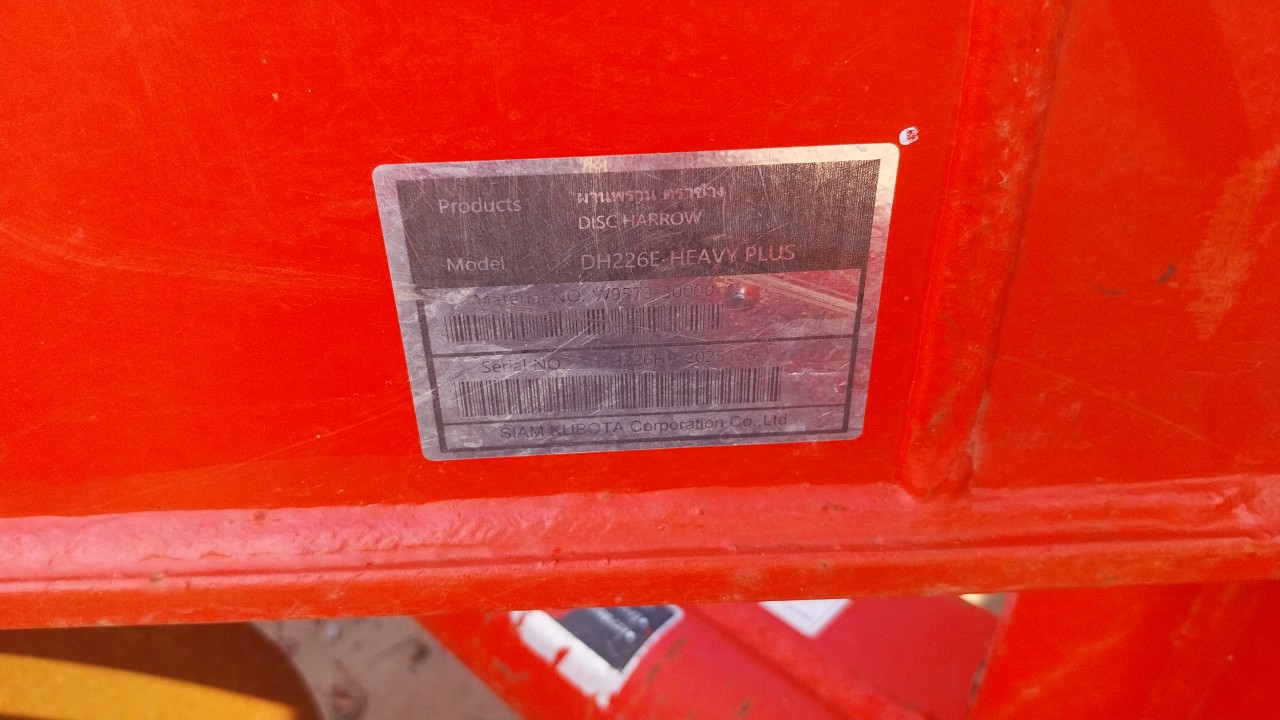 Products ผานพรวน ตราช้าง
DISC HARROW
Model DH226E-HEAVY PLUS
Material NO. W9573-30000
Serial NO.
SIAM KUBOTA Corporation Co.,Ltd